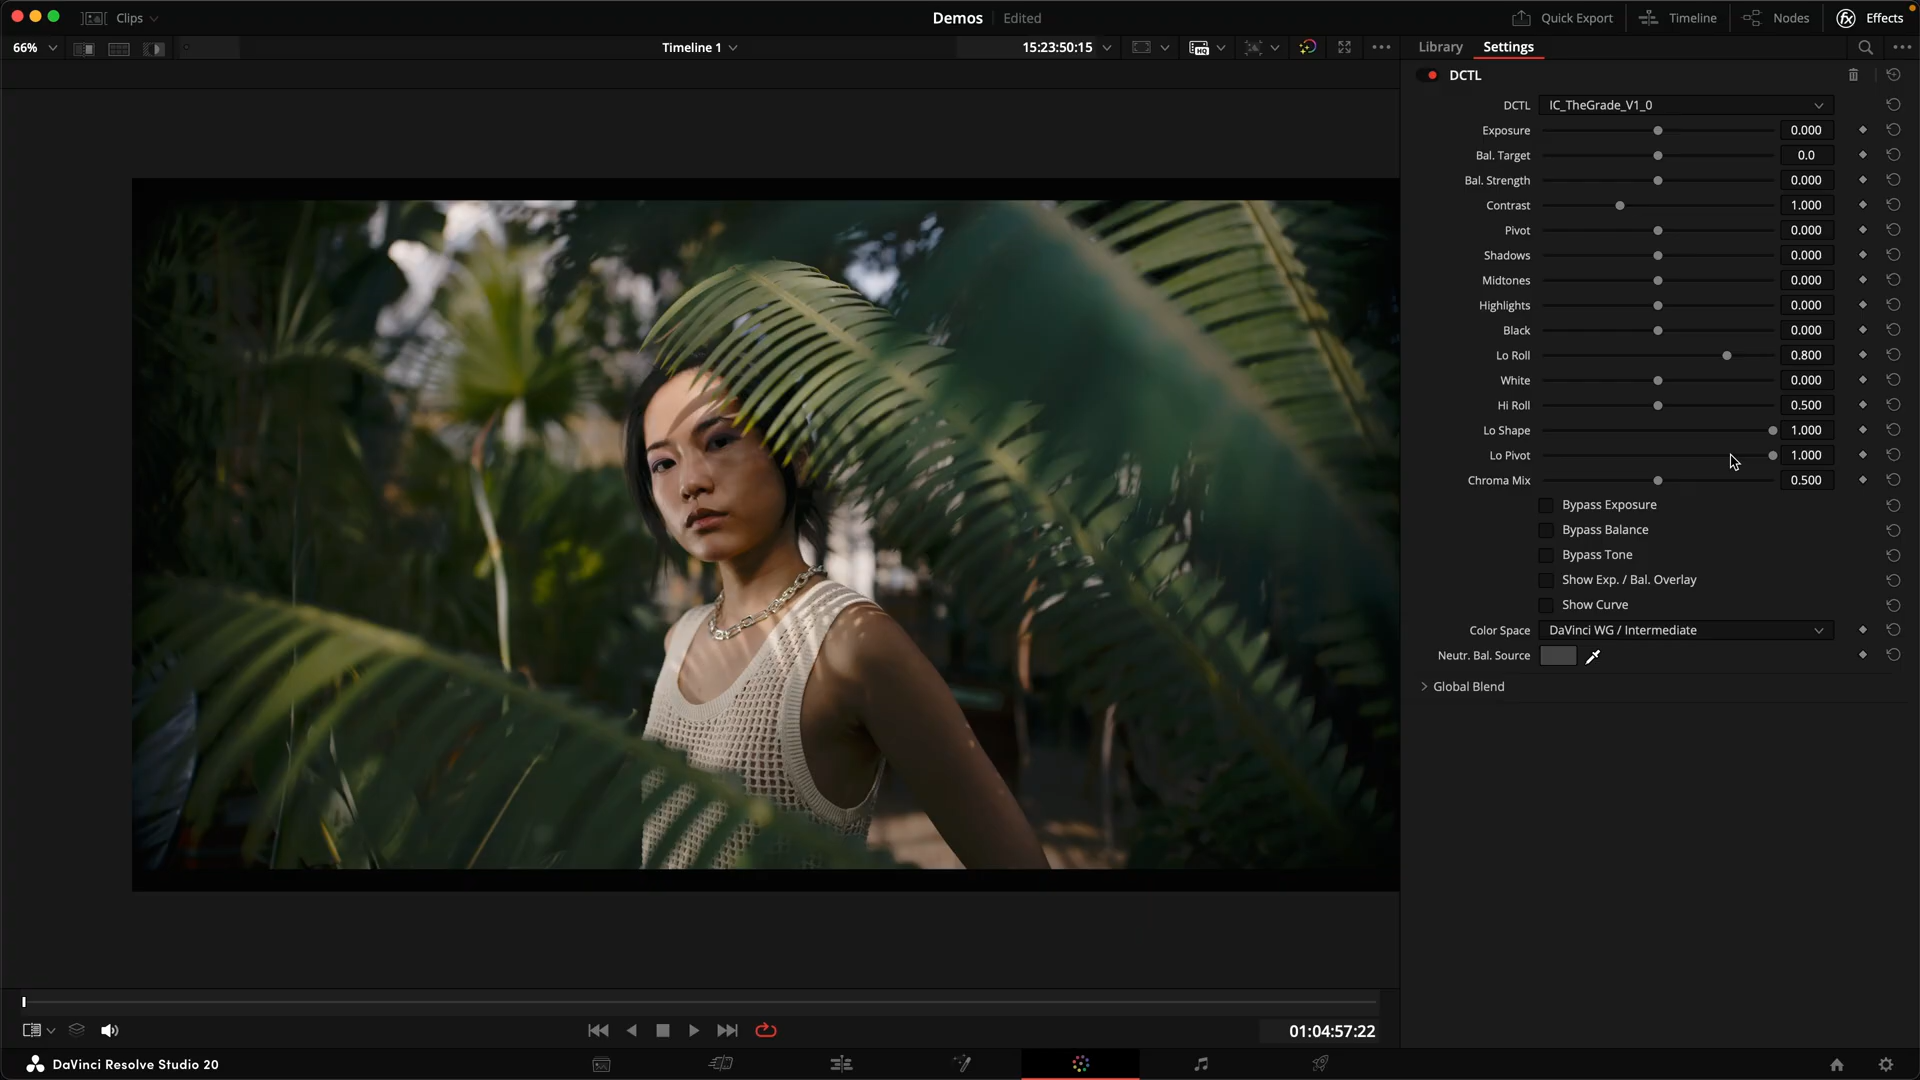 Clips
Demos
Edited
Quick Export
Timeline
Nodes
Effects
66%
Timeline 1
15:23:50:15
HQ
Library
Settings
DCTL
DCTL IC_TheGrade_V1_0
Exposure 0.000
Bal. Target 0.0
Bal. Strength 0.000
Contrast 1.000
Pivot 0.000
Shadows 0.000
Midtones 0.000
Highlights 0.000
Black 0.000
Lo Roll 0.800
White 0.000
Hi Roll 0.500
Lo Shape 1.000
Lo Pivot 1.000
Chroma Mix 0.500
Bypass Exposure
Bypass Balance
Bypass Tone
Show Exp. / Bal. Overlay
Show Curve
Color Space DaVinci WG / Intermediate
Neutr. Bal. Source
Global Blend
01:04:57:22
DaVinci Resolve Studio 20